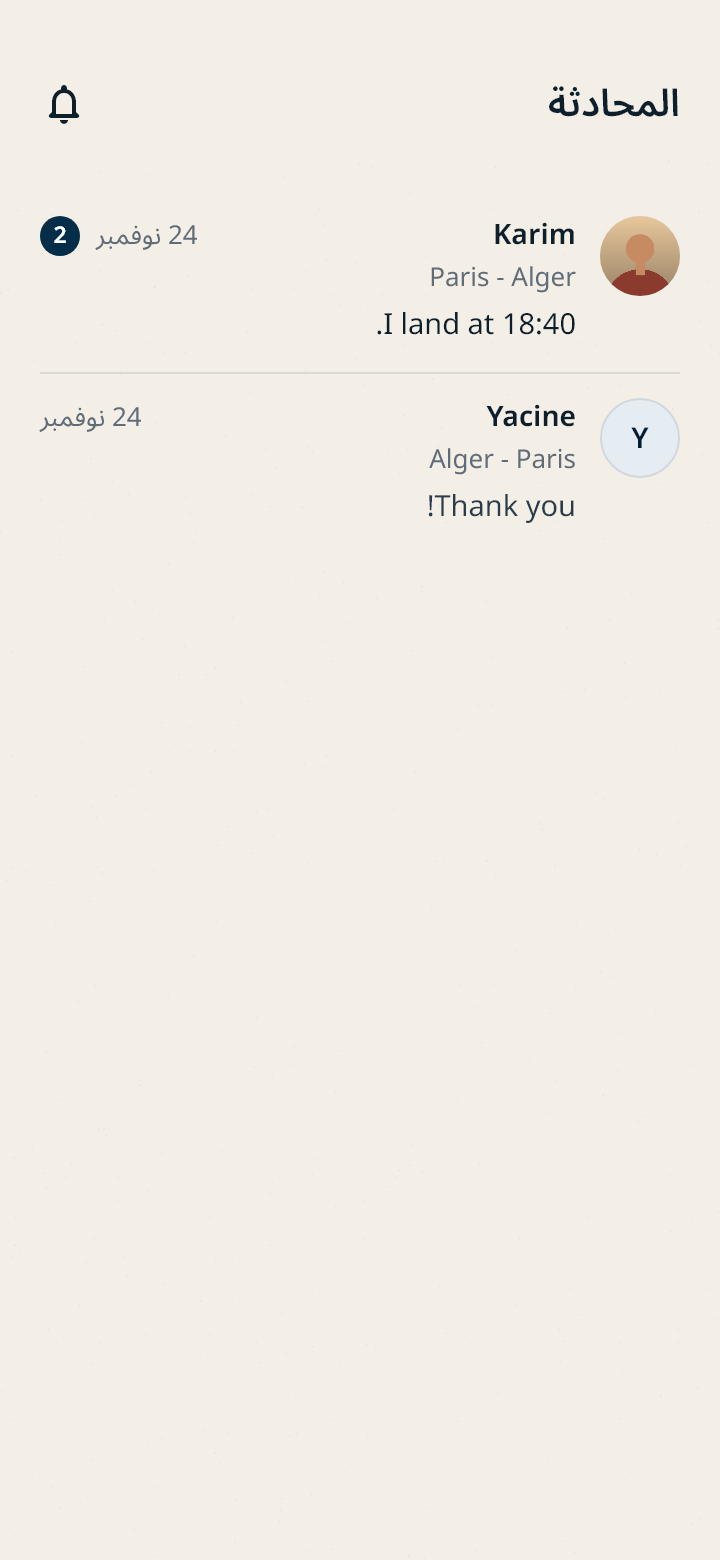 المحادثة
Karim
24 نوفمبر
2
Paris - Alger
.I land at 18:40
Y
Yacine
24 نوفمبر
Alger - Paris
!Thank you